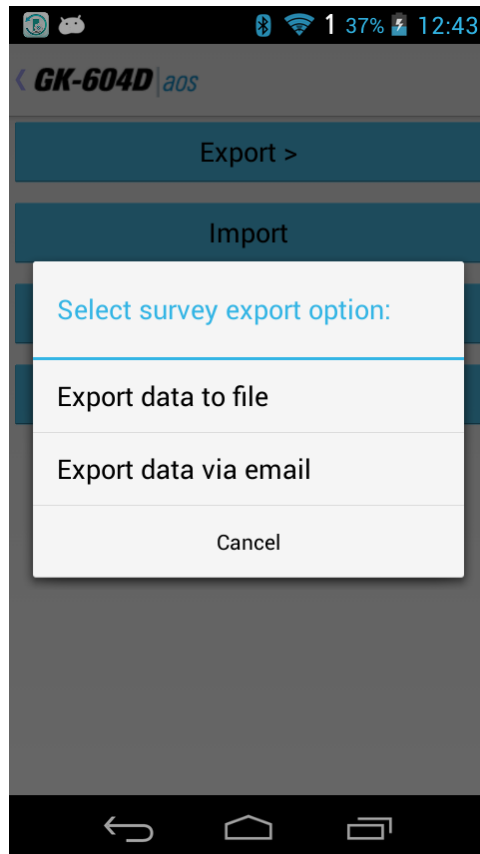 1 37% 12:43
GK-604D|aos
Export >
Import
Select survey export option:
Export data to file
Export data via email
Cancel